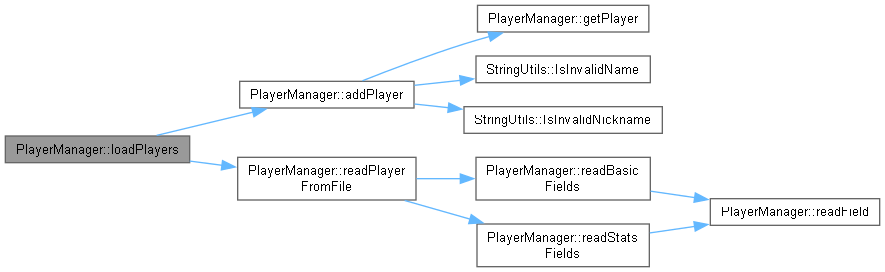 PlayerManager::getPlayer
StringUtils::IsInvalidName
PlayerManager::addPlayer
StringUtils::IsInvalidNickname
PlayerManager::loadPlayers
PlayerManager::readPlayer
FromFile
PlayerManager::readBasic
Fields
PlayerManager::readField
PlayerManager::readStats
Fields